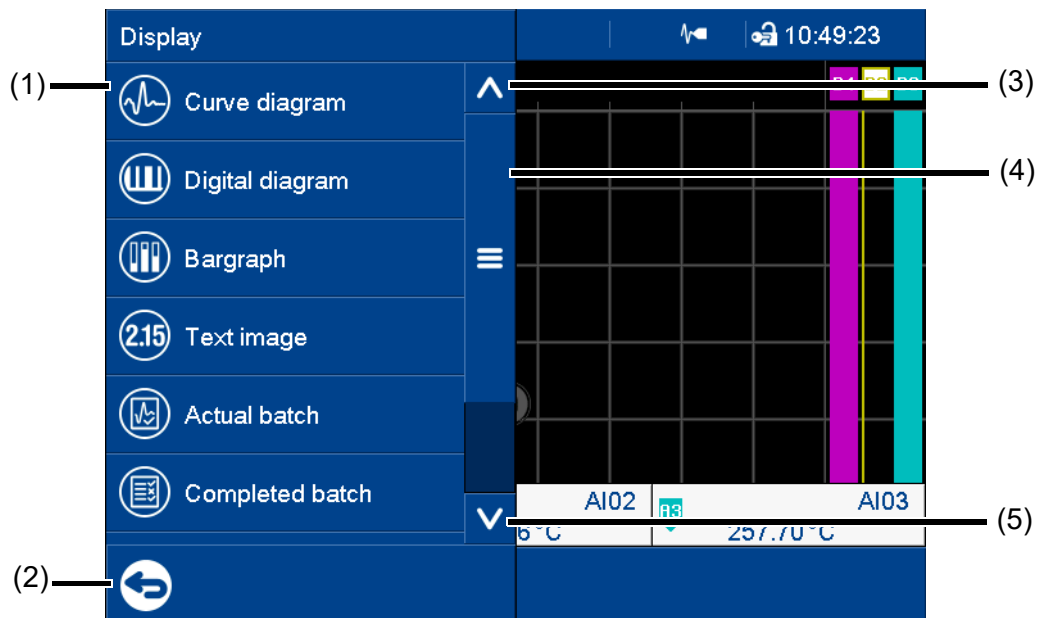 Display
10:49:23
(1)
Curve diagram
(3)
Digital diagram
(4)
Bargraph
2.15 Text image
Actual batch
Completed batch
AI02
AI03
257.70 °C
(5)
(2)